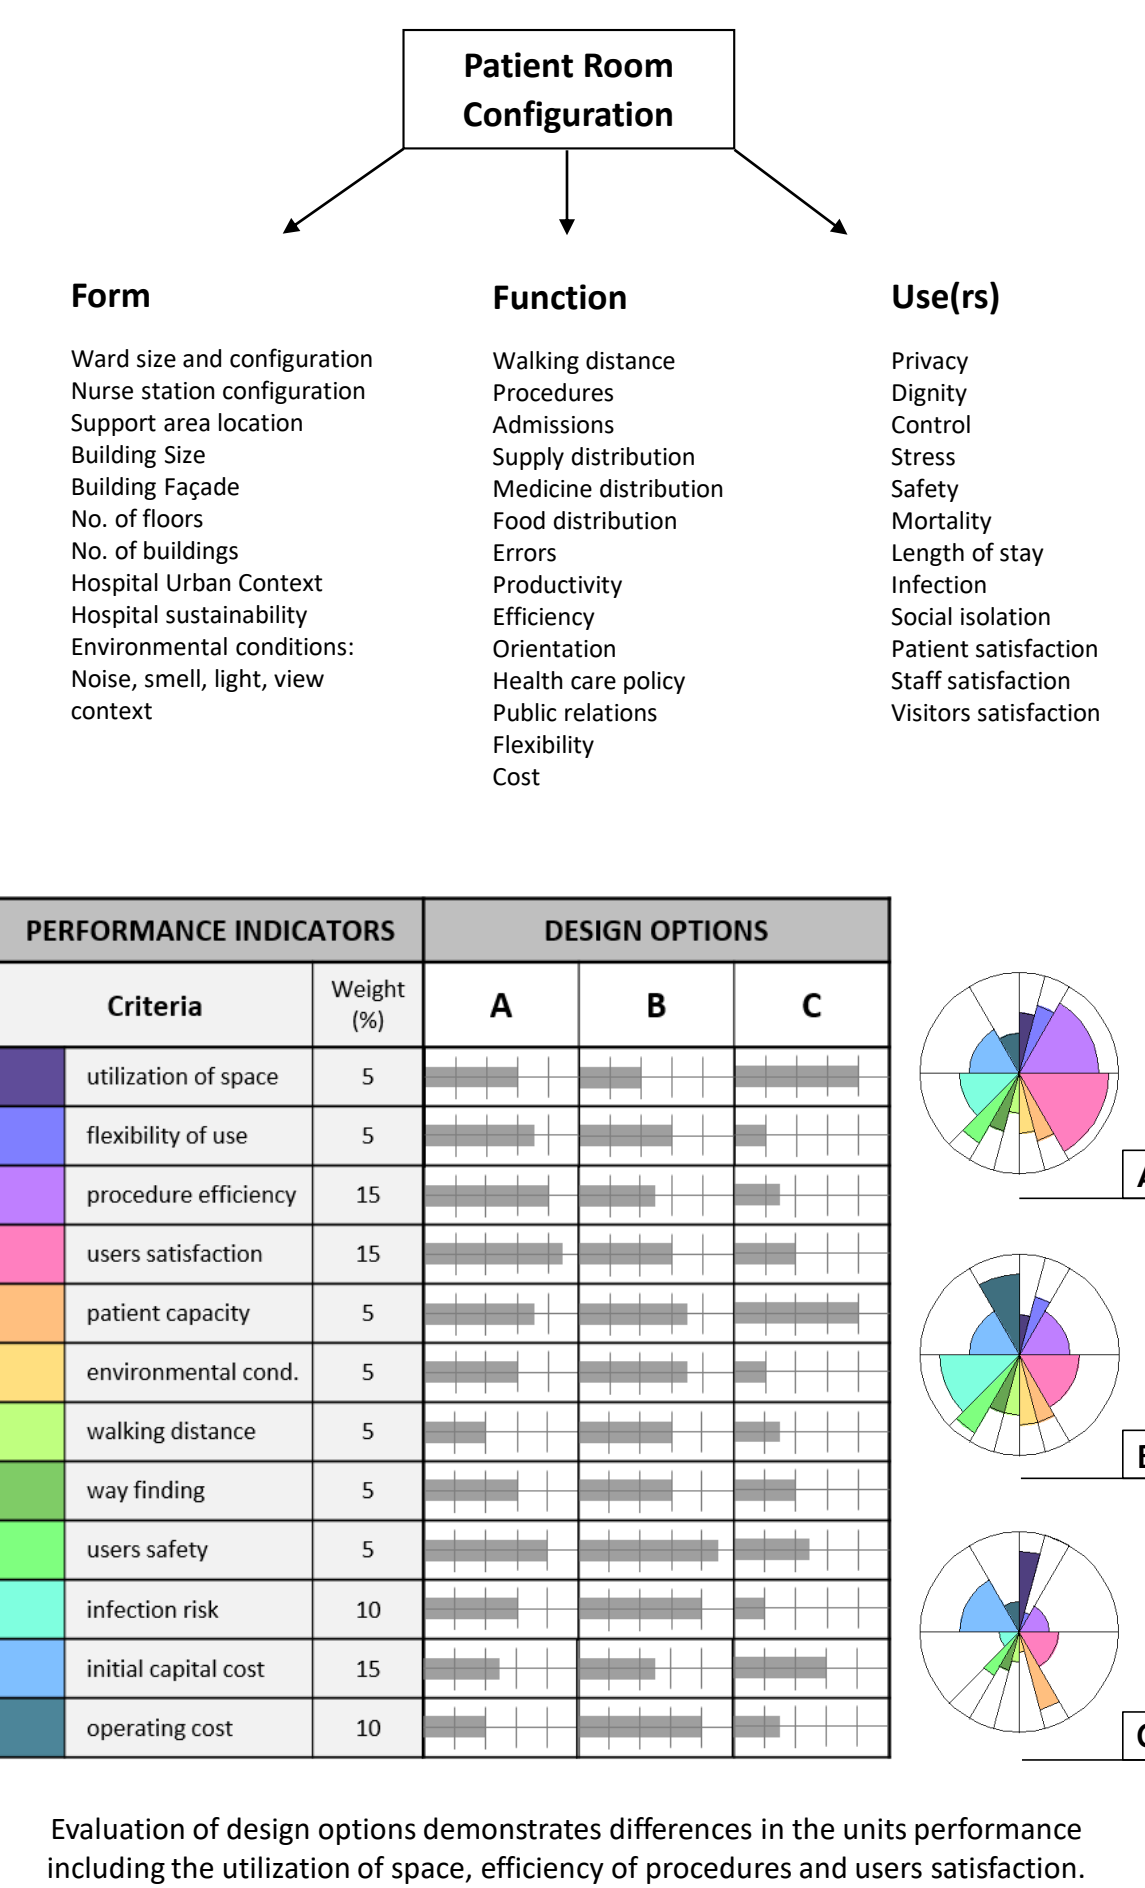 Patient Room
Configuration
Form
Ward size and configuration
Nurse station configuration
Support area location
Building Size
Building Façade
No. of floors
No. of buildings
Hospital Urban Context
Hospital sustainability
Environmental conditions:
Noise, smell, light, view
context
Function
Walking distance
Procedures
Admissions
Supply distribution
Medicine distribution
Food distribution
Errors
Productivity
Efficiency
Orientation
Health care policy
Public relations
Flexibility
Cost
Use(rs)
Privacy
Dignity
Control
Stress
Safety
Mortality
Length of stay
Infection
Social isolation
Patient satisfaction
Staff satisfaction
Visitors satisfaction
PERFORMANCE INDICATORS DESIGN OPTIONS
Criteria Weight (%) A B C
utilization of space 5
flexibility of use 5
procedure efficiency 15
users satisfaction 15
patient capacity 5
environmental cond. 5
walking distance 5
way finding 5
users safety 5
infection risk 10
initial capital cost 15
operating cost 10
A
B
C
Evaluation of design options demonstrates differences in the units performance
including the utilization of space, efficiency of procedures and users satisfaction.